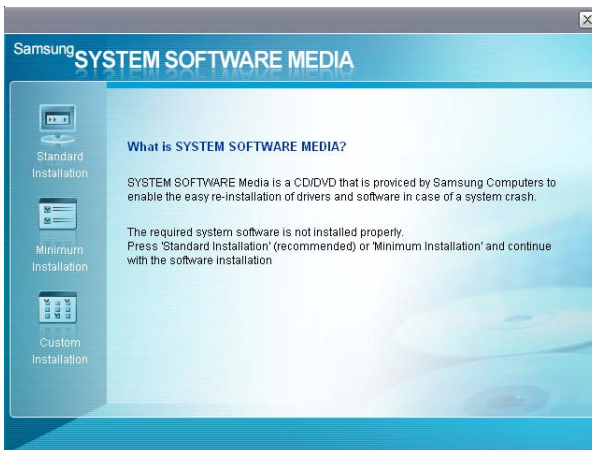 Samsung SYSTEM SOFTWARE MEDIA
Standard
Installation
Minimum
Installation
Custom
Installation
What is SYSTEM SOFTWARE MEDIA?
SYSTEM SOFTWARE Media is a CD/DVD that is proviced by Samsung Computers to
enable the easy re-installation of drivers and software in case of a system crash.
The required system software is not installed properly.
Press 'Standard Installation' (recommended) or 'Minimum Installation' and continue
with the software installation